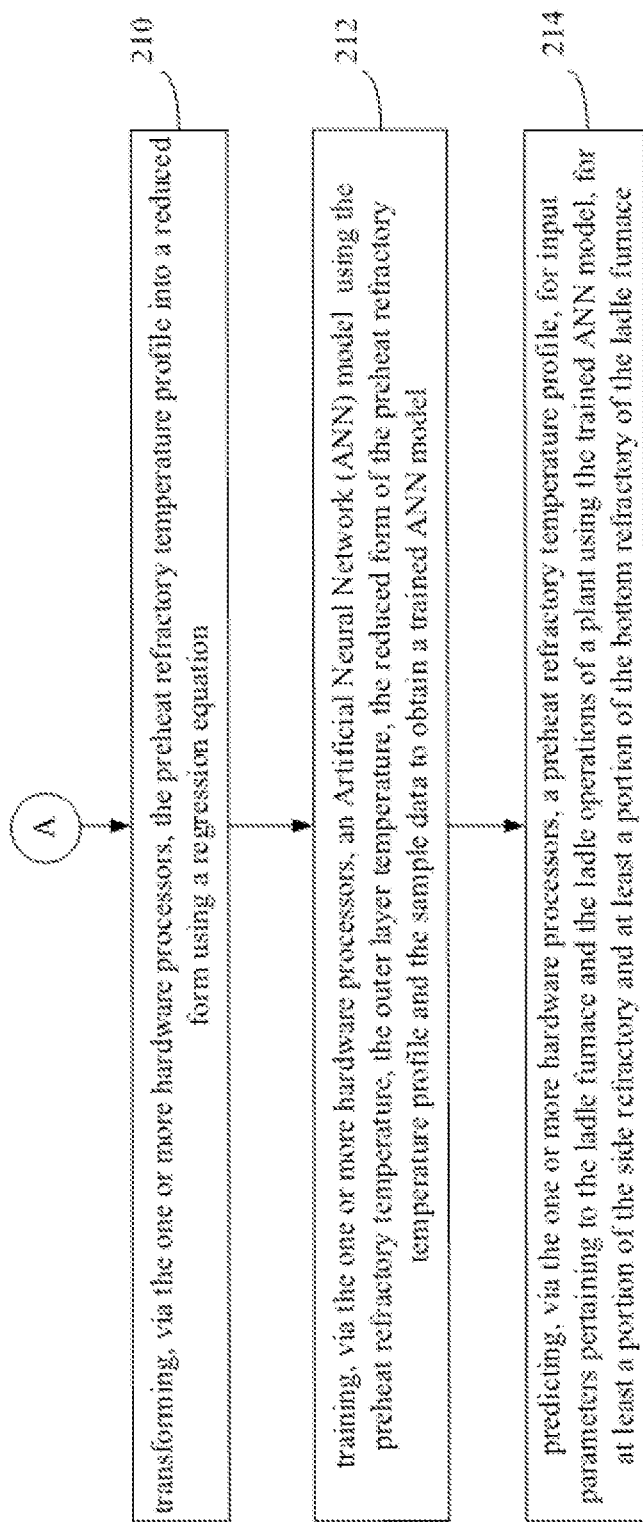 A
transforming, via the one or more hardware processors, the preheat refractory temperature profile into a reduced
form using a regression equation
210
training, via the one or more hardware processors, an Artificial Neural Network (ANN) model using the
preheat refractory temperature, the outer layer temperature, the reduced form of the preheat refractory
temperature profile and the sample data to obtain a trained ANN model
212
predicting, via the one or more hardware processors, a preheat refractory temperature profile, for input
parameters pertaining to the ladle furnace and the ladle operations of a plant using the trained ANN model, for
at least a portion of the side refractory and at least a portion of the bottom refractory of the ladle furnace
214